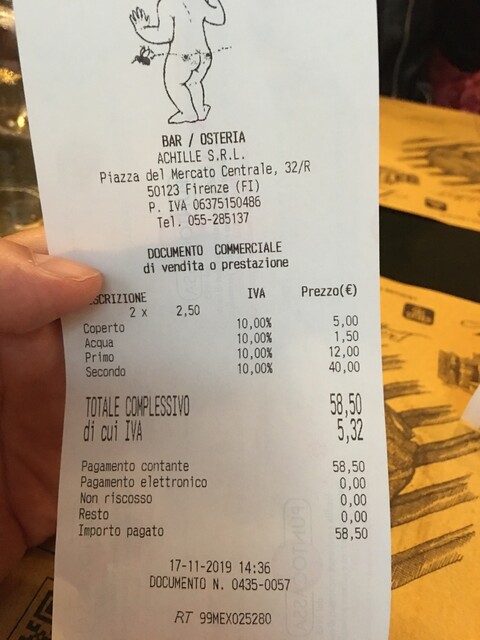 BAR / OSTERIA
ACHILLE S.R.L.
Piazza del Mercato Centrale, 32/R
50123 Firenze (FI)
P. IVA 06375150486
Tel. 055-285137
DOCUMENTO COMMERCIALE
di vendita o prestazione
IVA Prezzo(€)
2 x 2,50
Coperto 10,00% 5,00
Acqua 10,00% 1,50
Primo 10,00% 12,00
Secondo 10,00% 40,00
TOTALE COMPLESSIVO 58,50
di cui IVA 5,32
Pagamento contante 58,50
Pagamento elettronico 0,00
Non riscosso 0,00
Resto 0,00
Importo pagato 58,50
17-11-2019 14:36
DOCUMENTO N. 0435-0057
RT 99MEX025280